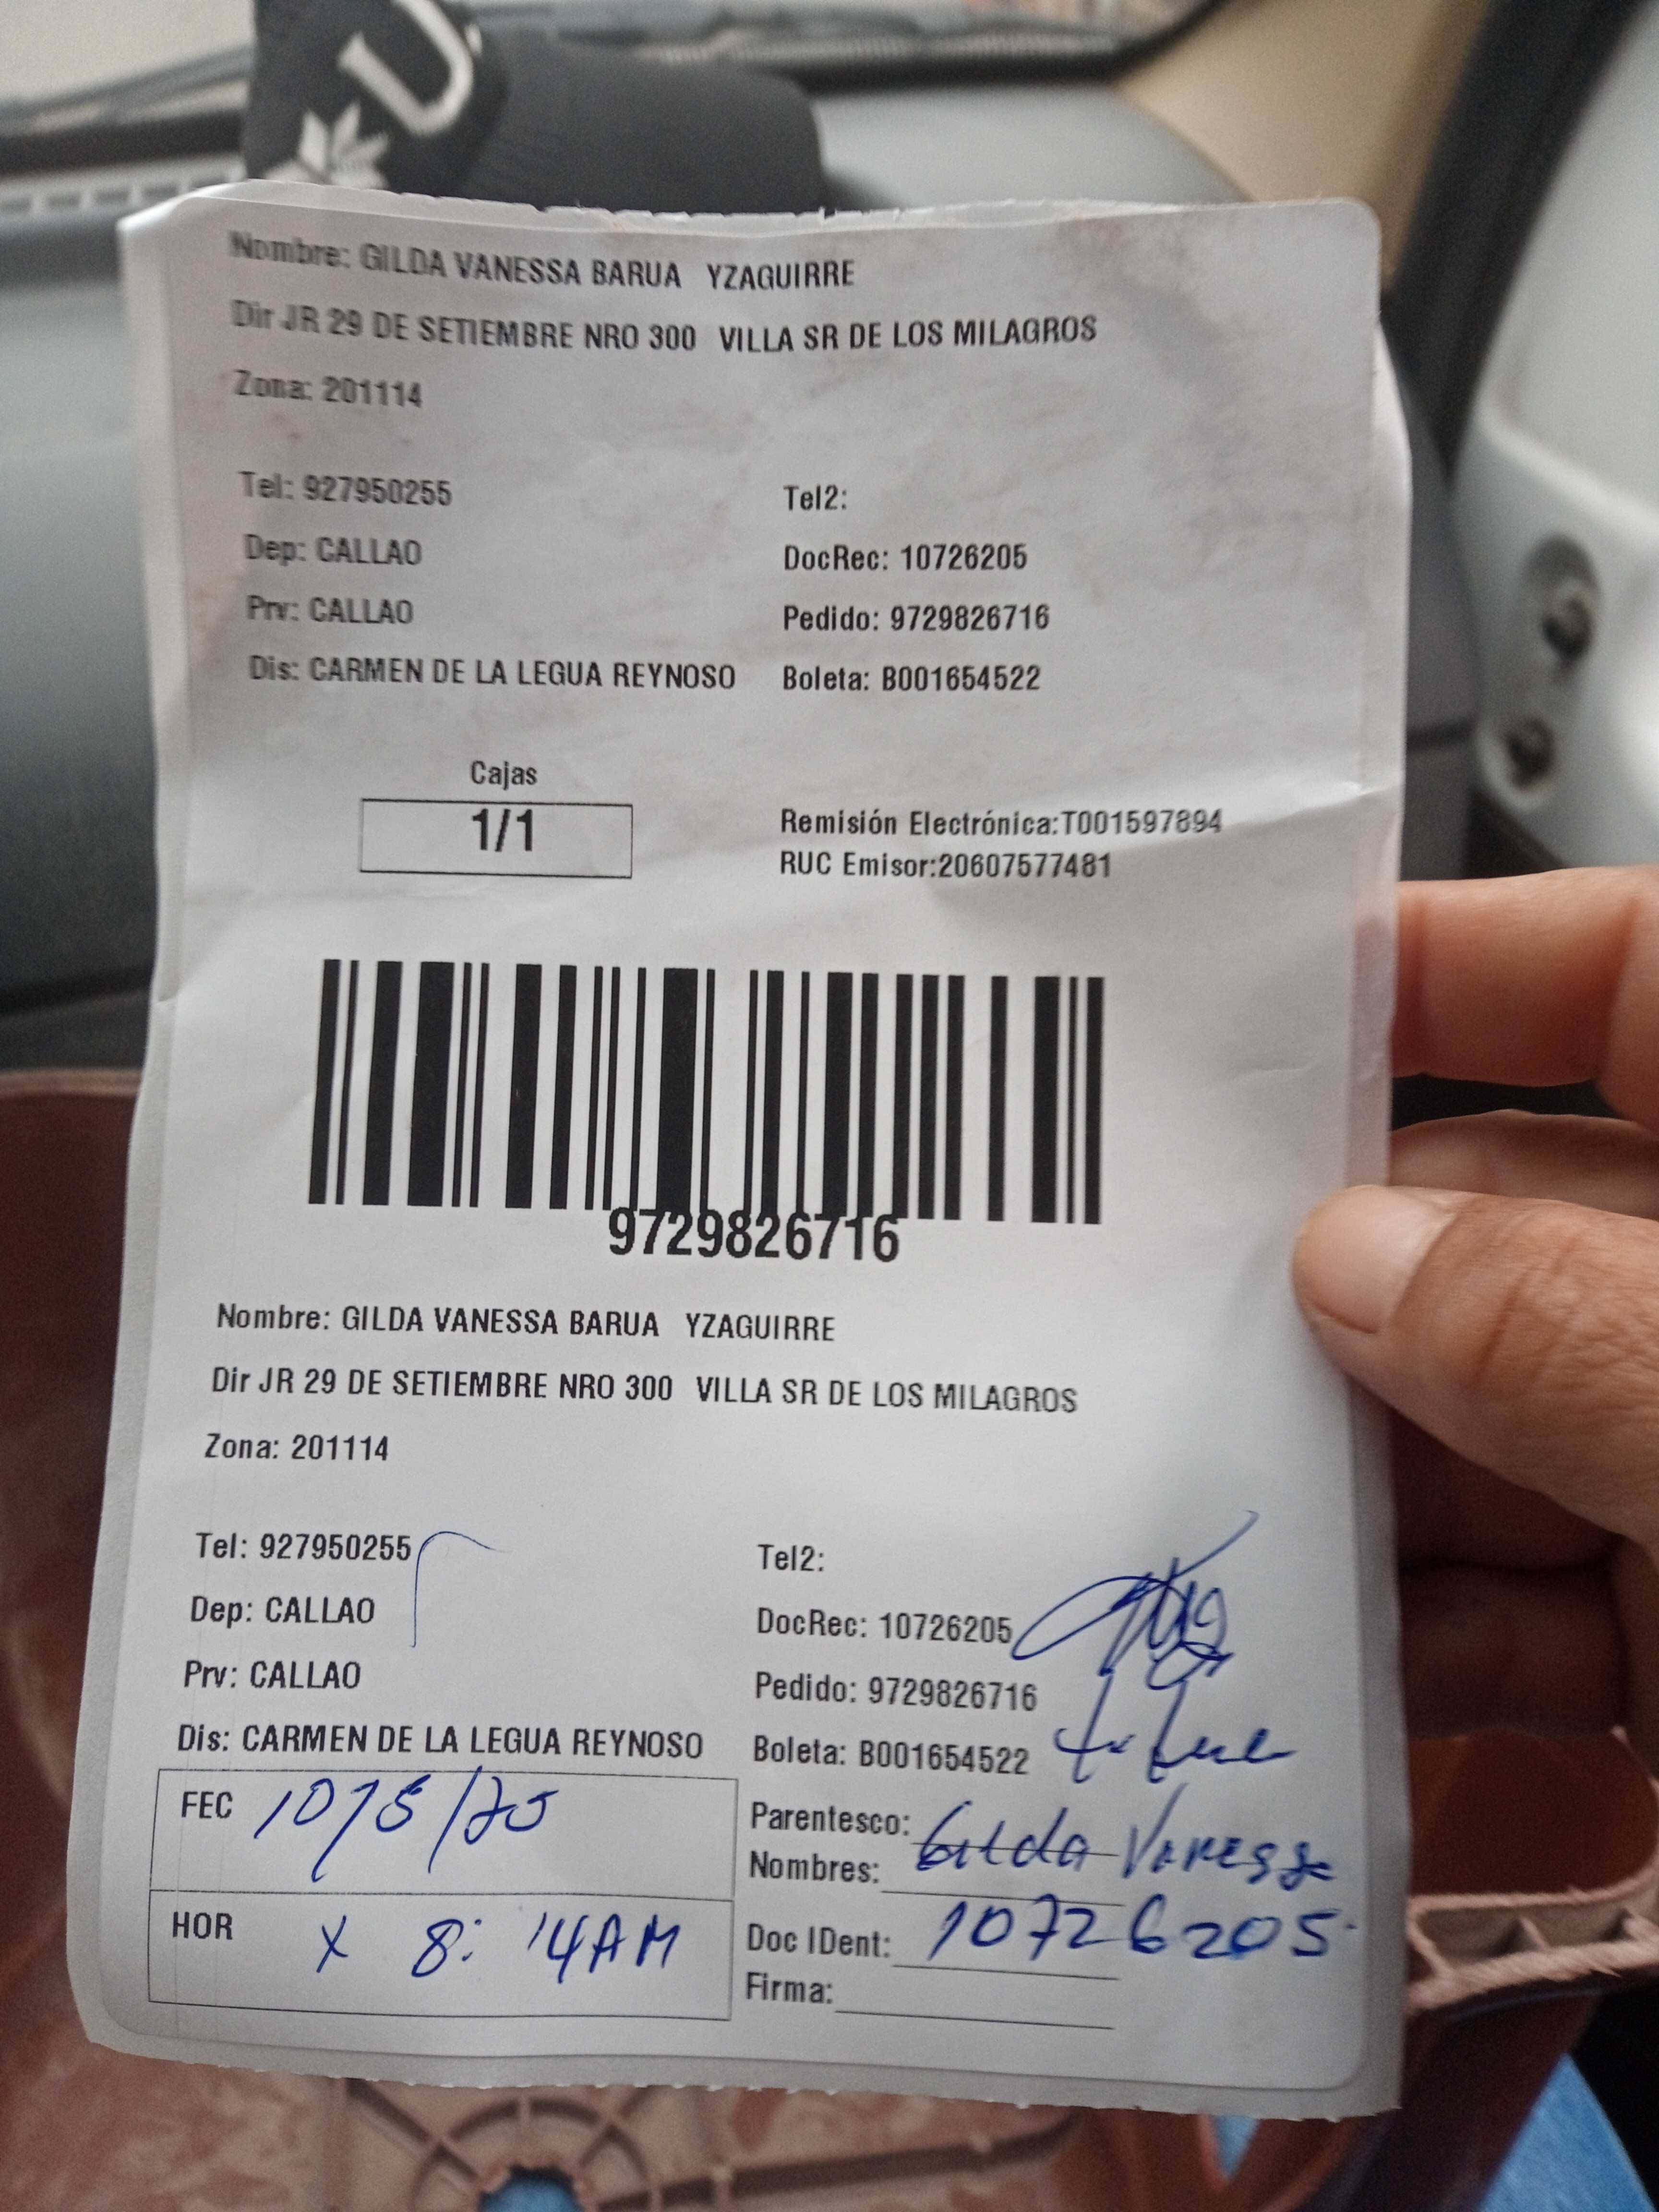 U
Nombre: GILDA VANESSA BARUA YZAGUIRRE
Dir JR 29 DE SETIEMBRE NRO 300 VILLA SR DE LOS MILAGROS
Zona: 201114
Tel: 927950255 Tel2:
Dep: CALLAO DocRec: 10726205
Prv: CALLAO Pedido: 9729826716
Dis: CARMEN DE LA LEGUA REYNOSO Boleta: B001654522
Cajas
1/1
Remisión Electrónica:T001597894
RUC Emisor:20607577481
9729826716
Nombre: GILDA VANESSA BARUA YZAGUIRRE
Dir JR 29 DE SETIEMBRE NRO 300 VILLA SR DE LOS MILAGROS
Zona: 201114
Tel: 927950255 Tel2:
Dep: CALLAO DocRec: 10726205
Prv: CALLAO Pedido: 9729826716
Dis: CARMEN DE LA LEGUA REYNOSO Boleta: B001654522
FEC Parentesco:
Nombres: Gilda Vanessa
HOR x 8: 14AM Doc IDent: 10726205
Firma: